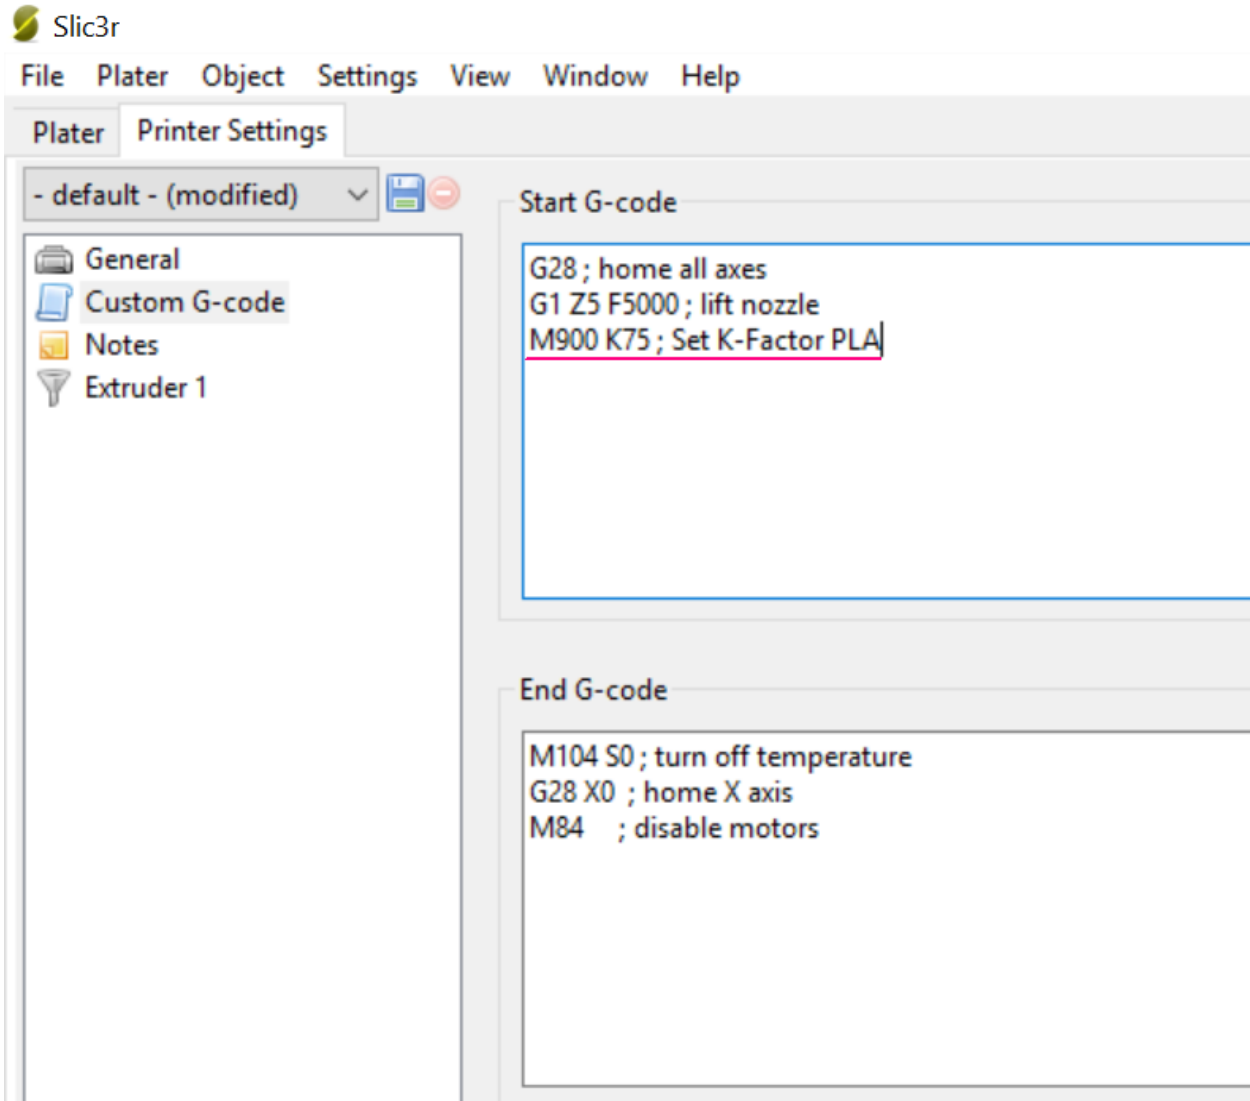 Slic3r
File Plater Object Settings View Window Help
Plater Printer Settings
- default - (modified)
General
Custom G-code
Notes
Extruder 1
Start G-code
G28 ; home all axes
G1 Z5 F5000 ; lift nozzle
M900 K75 ; Set K-Factor PLA
End G-code
M104 S0 ; turn off temperature
G28 X0  ; home X axis
M84     ; disable motors